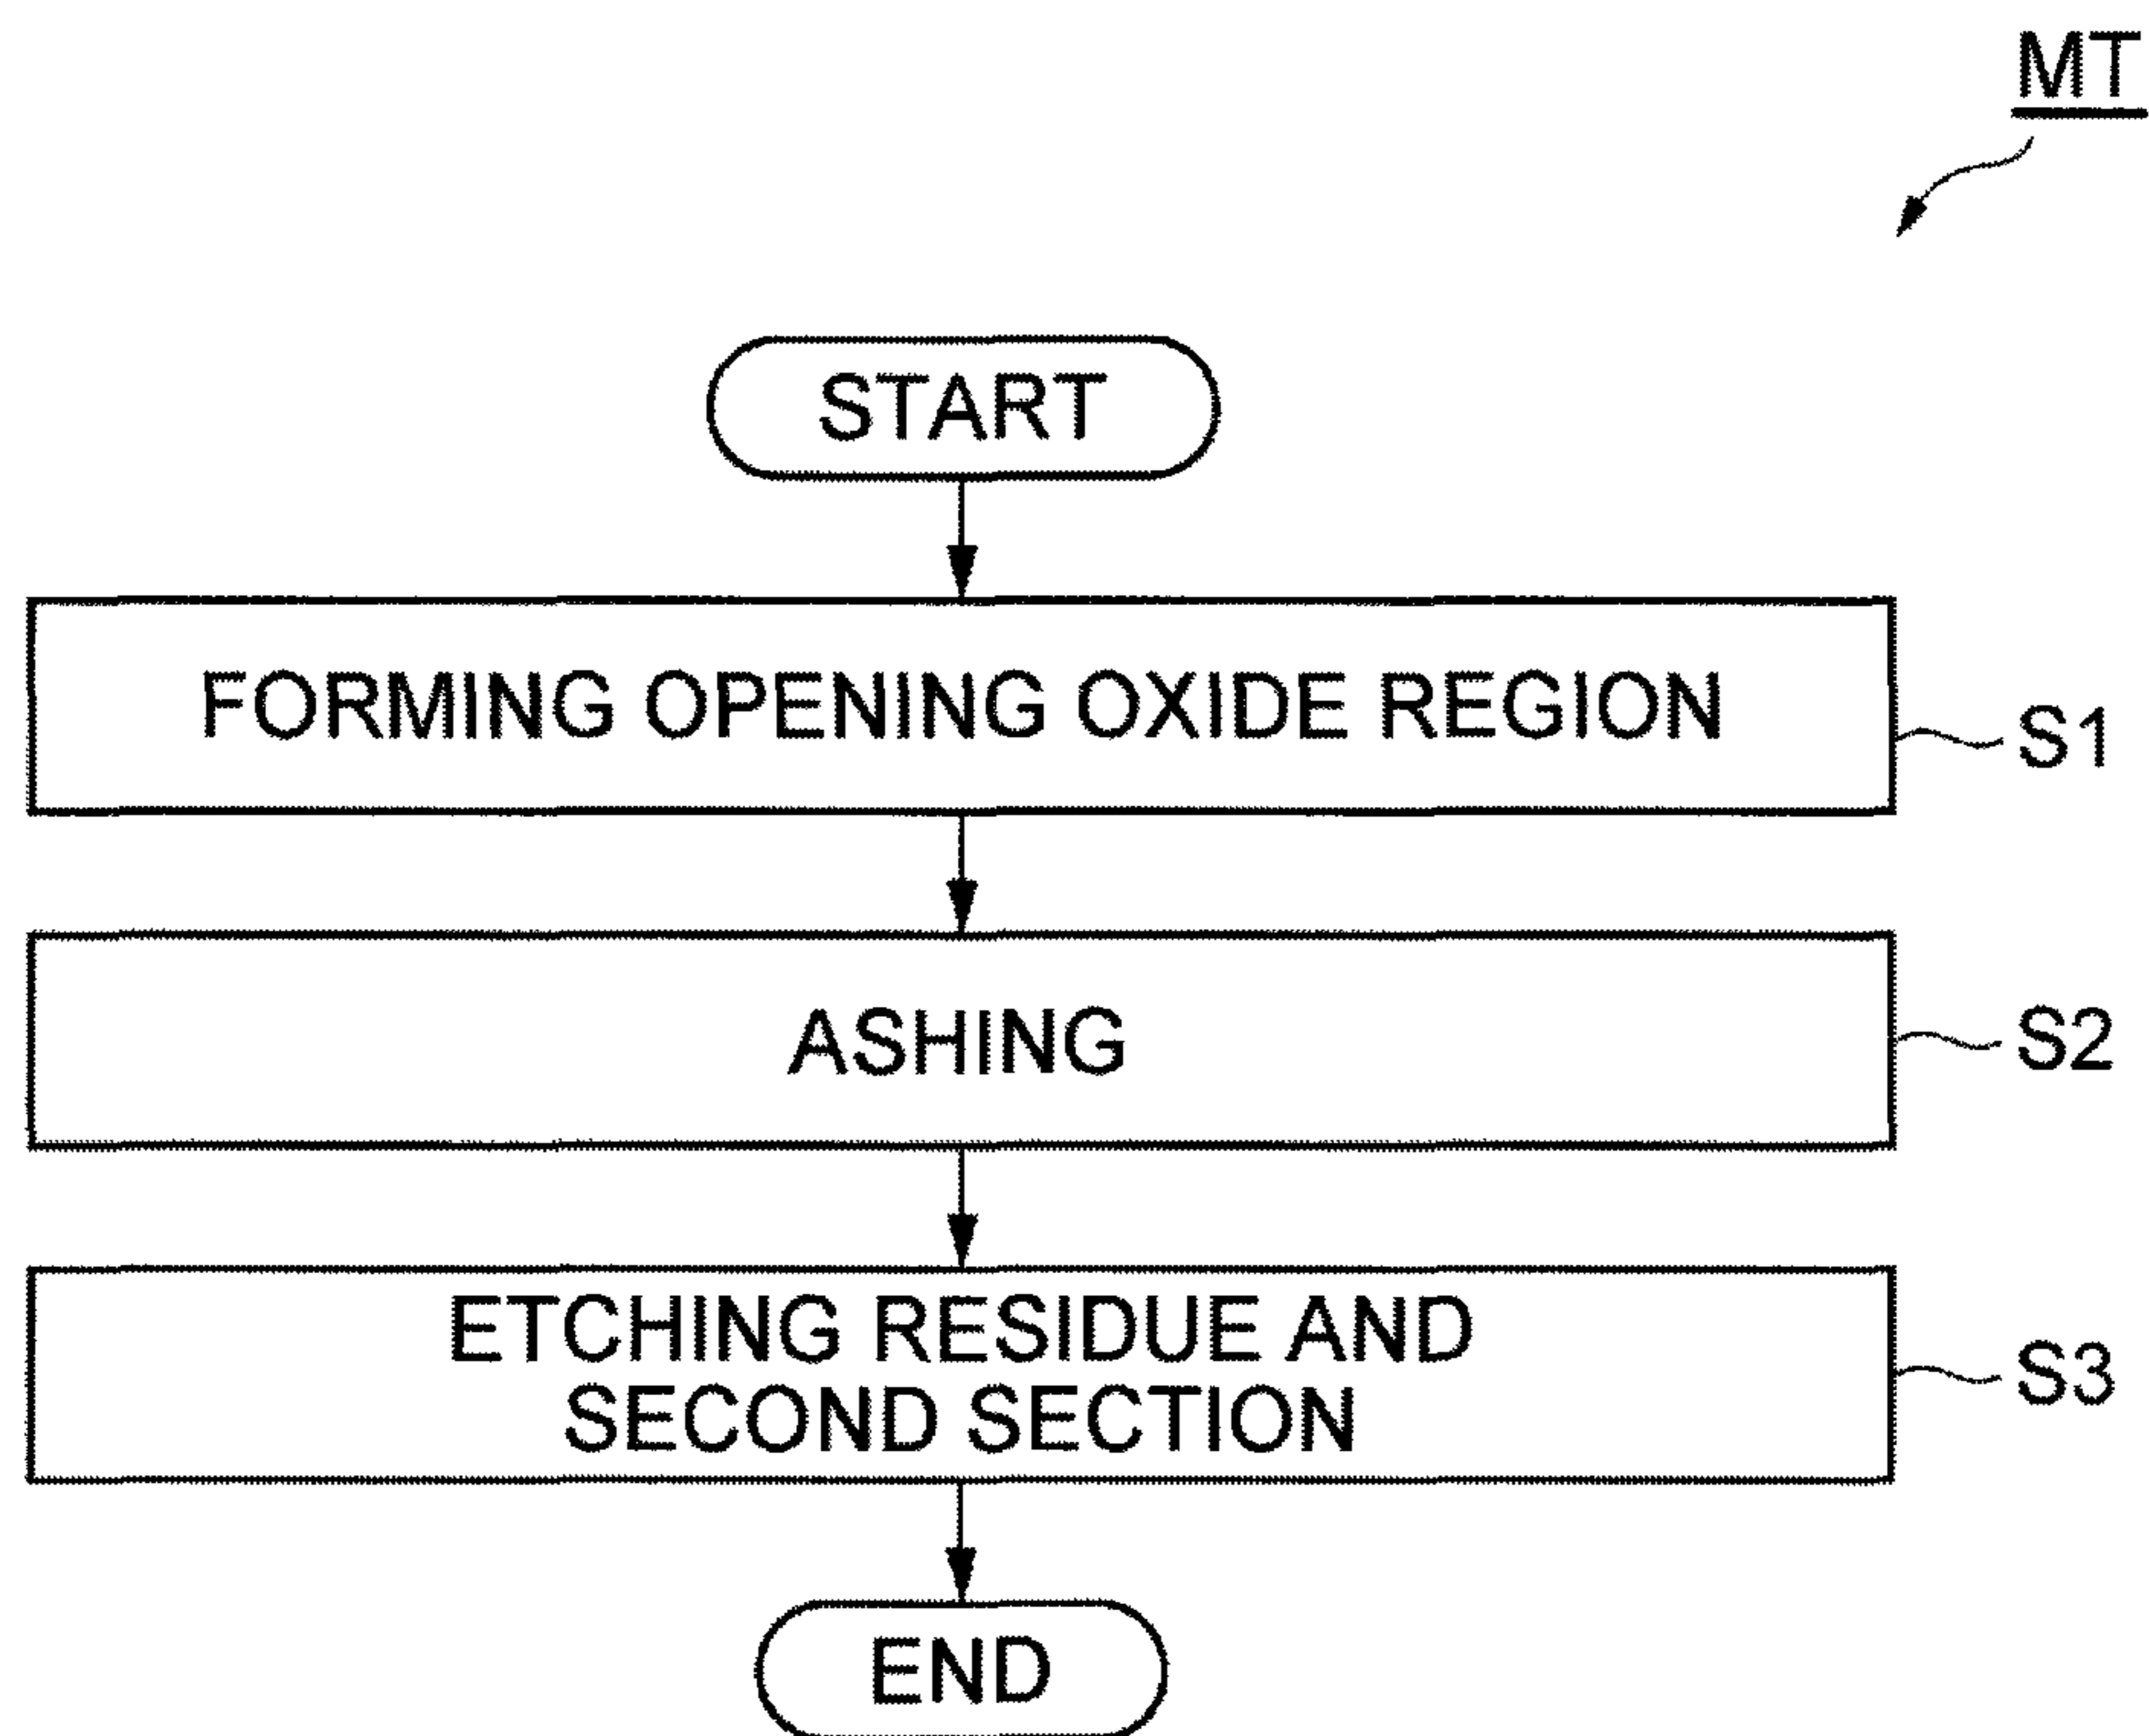 MT
START
FORMING OPENING OXIDE REGION
S1
ASHING
S2
ETCHING RESIDUE AND
SECOND SECTION
S3
END